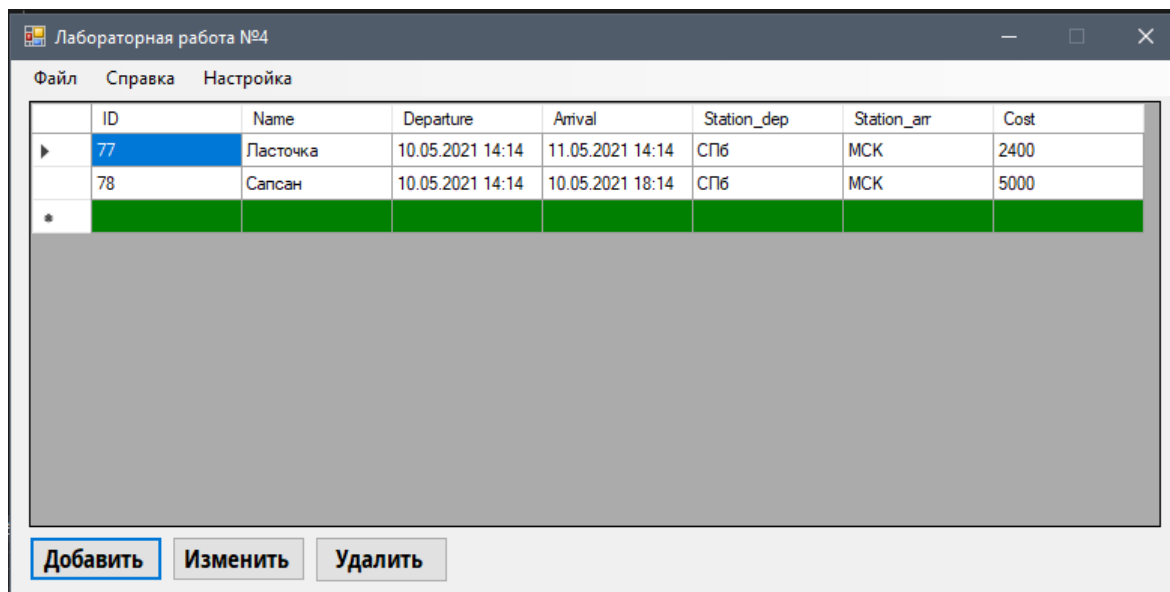 Лабораторная работа №4
Файл Справка Настройка
ID Name Departure Arrival Station_dep Station_arr Cost
77 Ласточка 10.05.2021 14:14 11.05.2021 14:14 СПб МСК 2400
78 Сапсан 10.05.2021 14:14 10.05.2021 18:14 СПб МСК 5000
Добавить Изменить Удалить